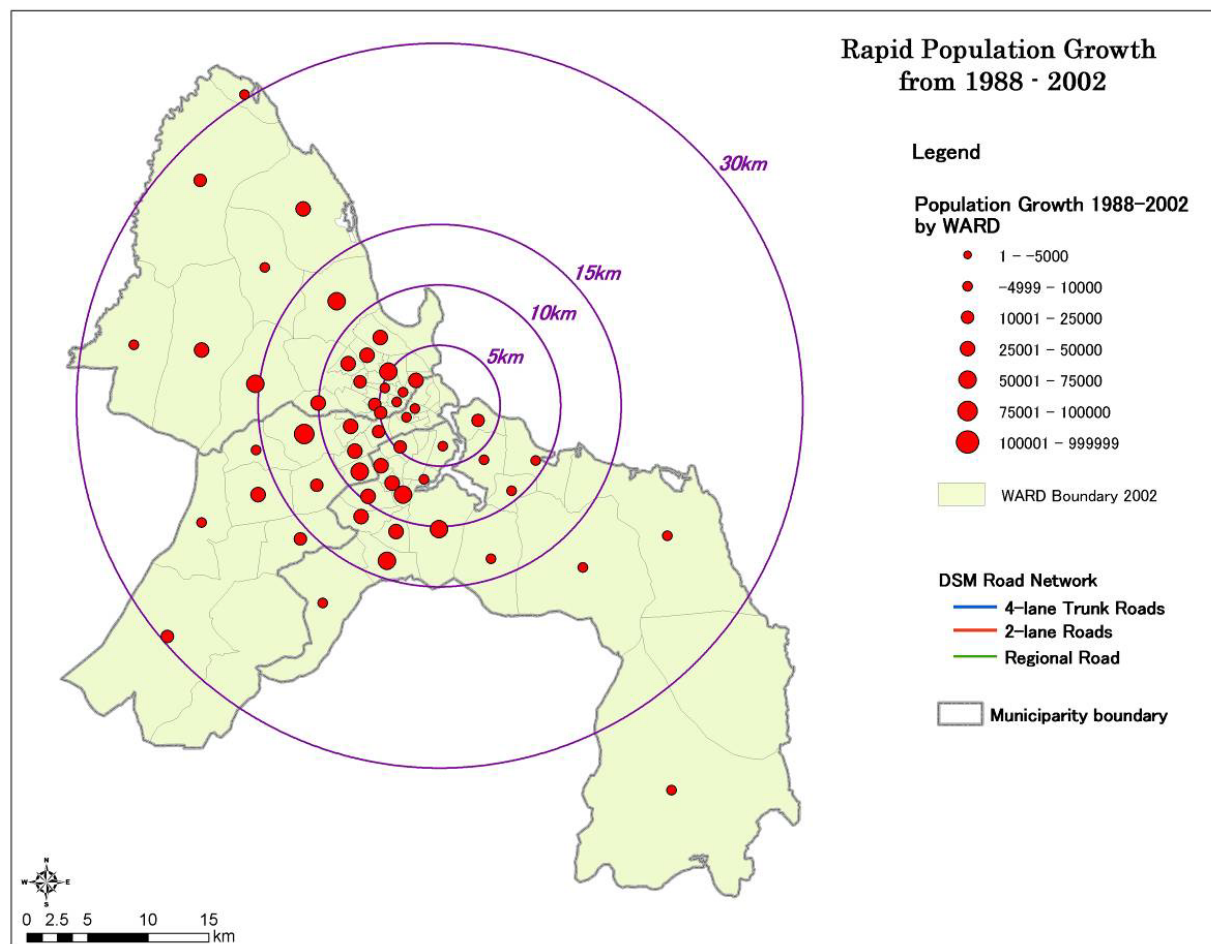 Rapid Population Growth
from 1988 - 2002
Legend
Population Growth 1988-2002
by WARD
1 - -5000
-4999 - 10000
10001 - 25000
25001 - 50000
50001 - 75000
75001 - 100000
100001 - 999999
WARD Boundary 2002
DSM Road Network
4-lane Trunk Roads
2-lane Roads
Regional Road
Municiparity boundary
30km
15km
10km
5km
N
W E
S
0 2.5 5 10 15
km